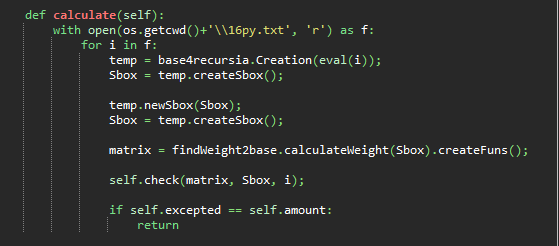 def calculate(self):
with open(os.getcwd()+'\\16py.txt', 'r') as f:
for i in f:
temp = base4recursia.Creation(eval(i));
Sbox = temp.createSbox();
temp.newSbox(Sbox);
Sbox = temp.createSbox();
matrix = findWeight2base.calculateWeight(Sbox).createFuns();
self.check(matrix, Sbox, i);
if self.excepted == self.amount:
return